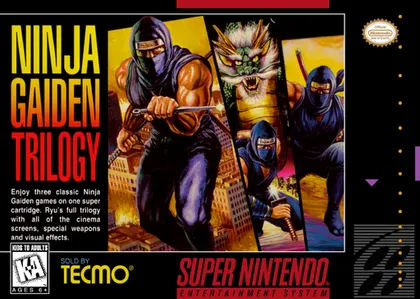 NINJA
GAIDEN
TRILOGY
Enjoy three classic Ninja
Gaiden games on one super
cartridge. Ryu's full trilogy
with all of the cinema
screens, special weapons
and visual effects.
KIDS TO ADULTS
KA
AGES 6+
SOLD BY
TECMO®
SUPER NINTENDO
ENTERTAINMENT SYSTEM
Nintendo